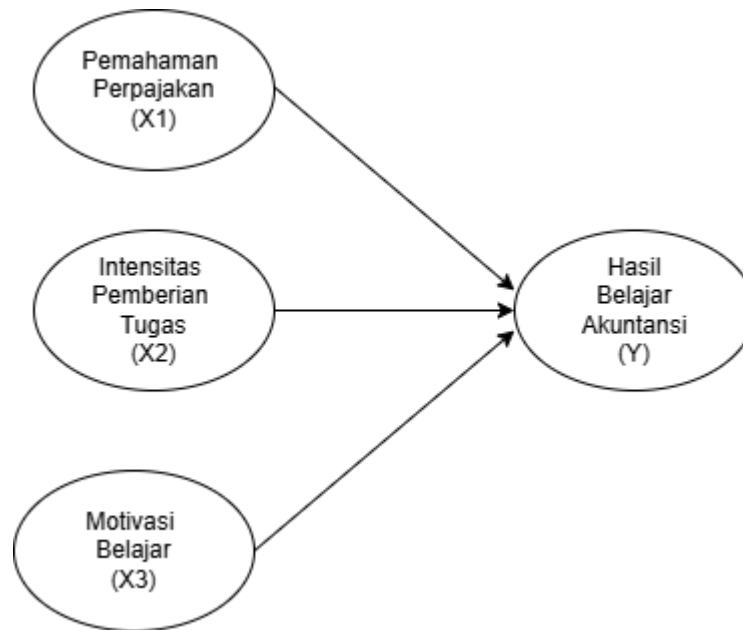 Pemahaman
Perpajakan
(X1)
Intensitas
Pemberian
Tugas
(X2)
Hasil
Belajar
Akuntansi
(Y)
Motivasi
Belajar
(X3)